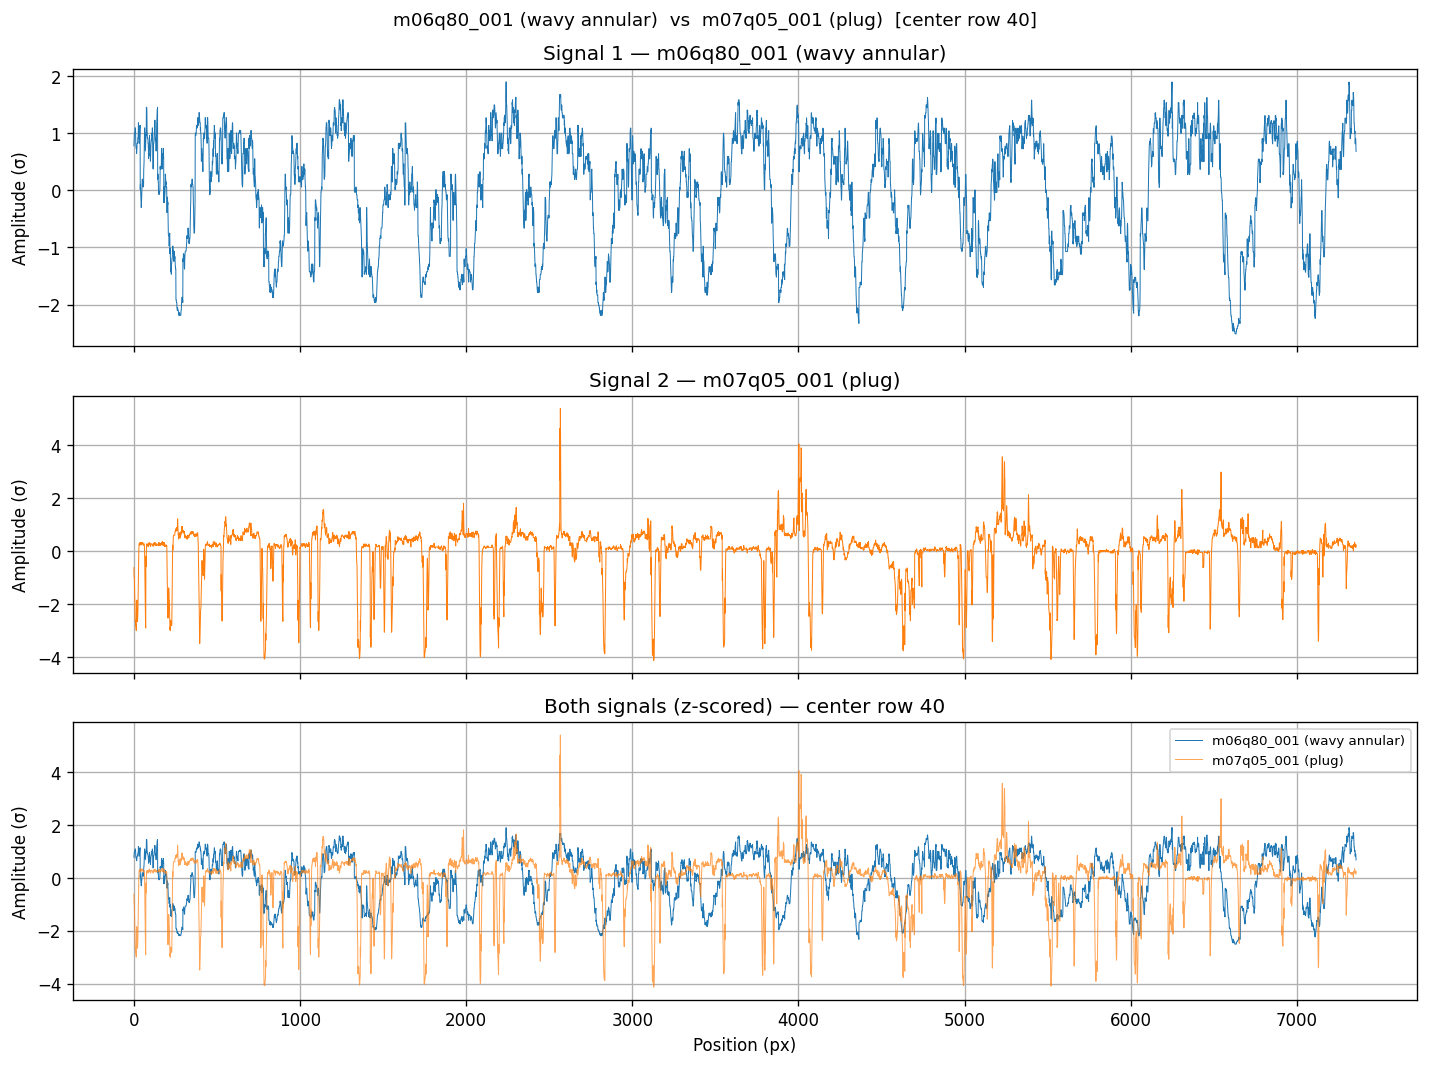 m06q80_001 (wavy annular)  vs  m07q05_001 (plug)  [center row 40]
Signal 1 — m06q80_001 (wavy annular)
Amplitude (σ)
2
1
0
−1
−2
Signal 2 — m07q05_001 (plug)
Amplitude (σ)
4
2
0
−2
−4
Both signals (z-scored) — center row 40
Amplitude (σ)
4
2
0
−2
−4
m06q80_001 (wavy annular)
m07q05_001 (plug)
0 1000 2000 3000 4000 5000 6000 7000
Position (px)